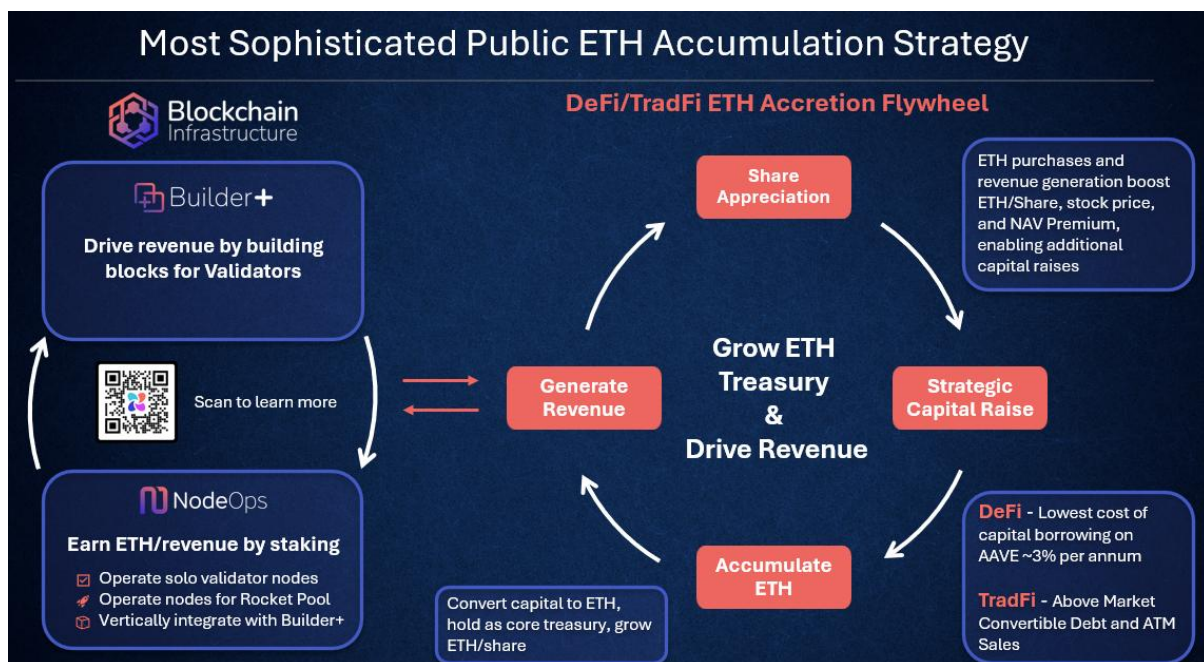 Most Sophisticated Public ETH Accumulation Strategy
Blockchain
Infrastructure
Builder+
Drive revenue by building
blocks for Validators
Scan to learn more
NodeOps
Earn ETH/revenue by staking
Operate solo validator nodes
Operate nodes for Rocket Pool
Vertically integrate with Builder+
DeFi/TradFi ETH Accretion Flywheel
Share
Appreciation
ETH purchases and
revenue generation boost
ETH/Share, stock price,
and NAV Premium,
enabling additional
capital raises
Generate
Revenue
Grow ETH
Treasury
&
Drive Revenue
Strategic
Capital Raise
Accumulate
ETH
Convert capital to ETH,
hold as core treasury, grow
ETH/share
DeFi - Lowest cost of
capital borrowing on
AAVE ~3% per annum
TradFi - Above Market
Convertible Debt and ATM
Sales